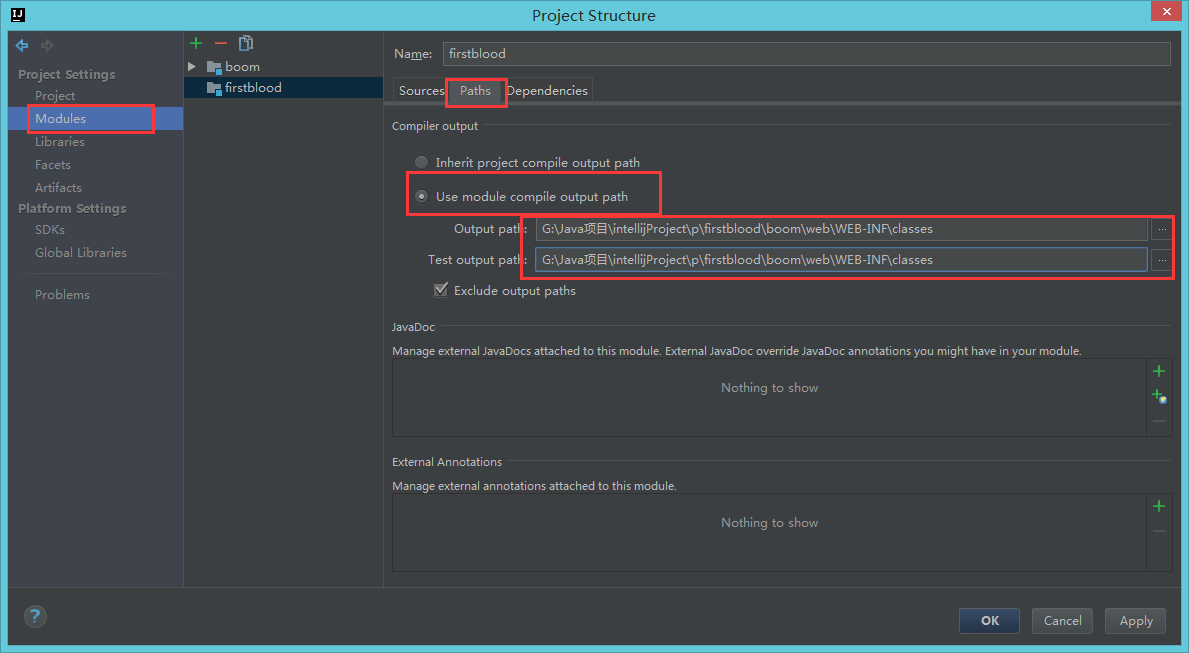 Project Structure
Project Settings
Project
Modules
Libraries
Facets
Artifacts
Platform Settings
SDKs
Global Libraries
Problems
boom
firstblood
Name: firstblood
Sources Paths Dependencies
Compiler output
Inherit project compile output path
Use module compile output path
Output path: G:\Java项目\intellijProject\p\firstblood\boom\web\WEB-INF\classes ...
Test output path: G:\Java项目\intellijProject\p\firstblood\boom\web\WEB-INF\classes ...
Exclude output paths
JavaDoc
Manage external JavaDocs attached to this module. External JavaDoc override JavaDoc annotations you might have in your module.
Nothing to show
External Annotations
Manage external annotations attached to this module.
Nothing to show
? OK Cancel Apply